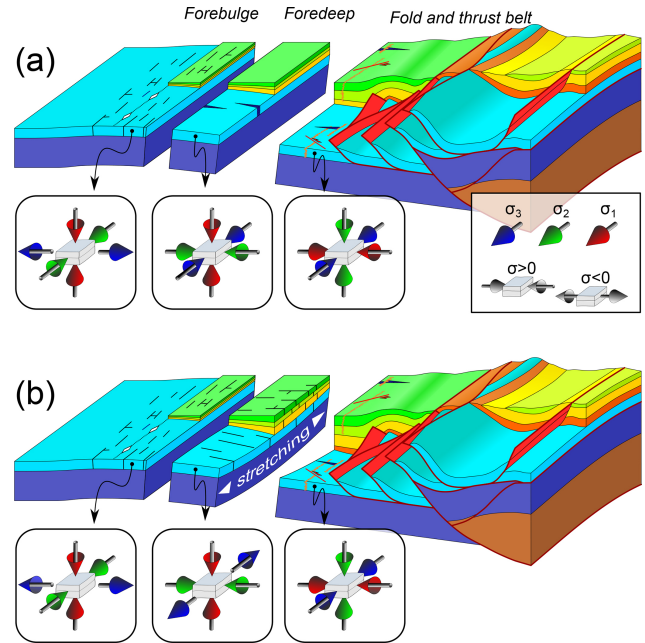 Forebulge Foredeep Fold and thrust belt
(a)
σ3 σ2 σ1
σ>0 σ<0
(b)
stretching